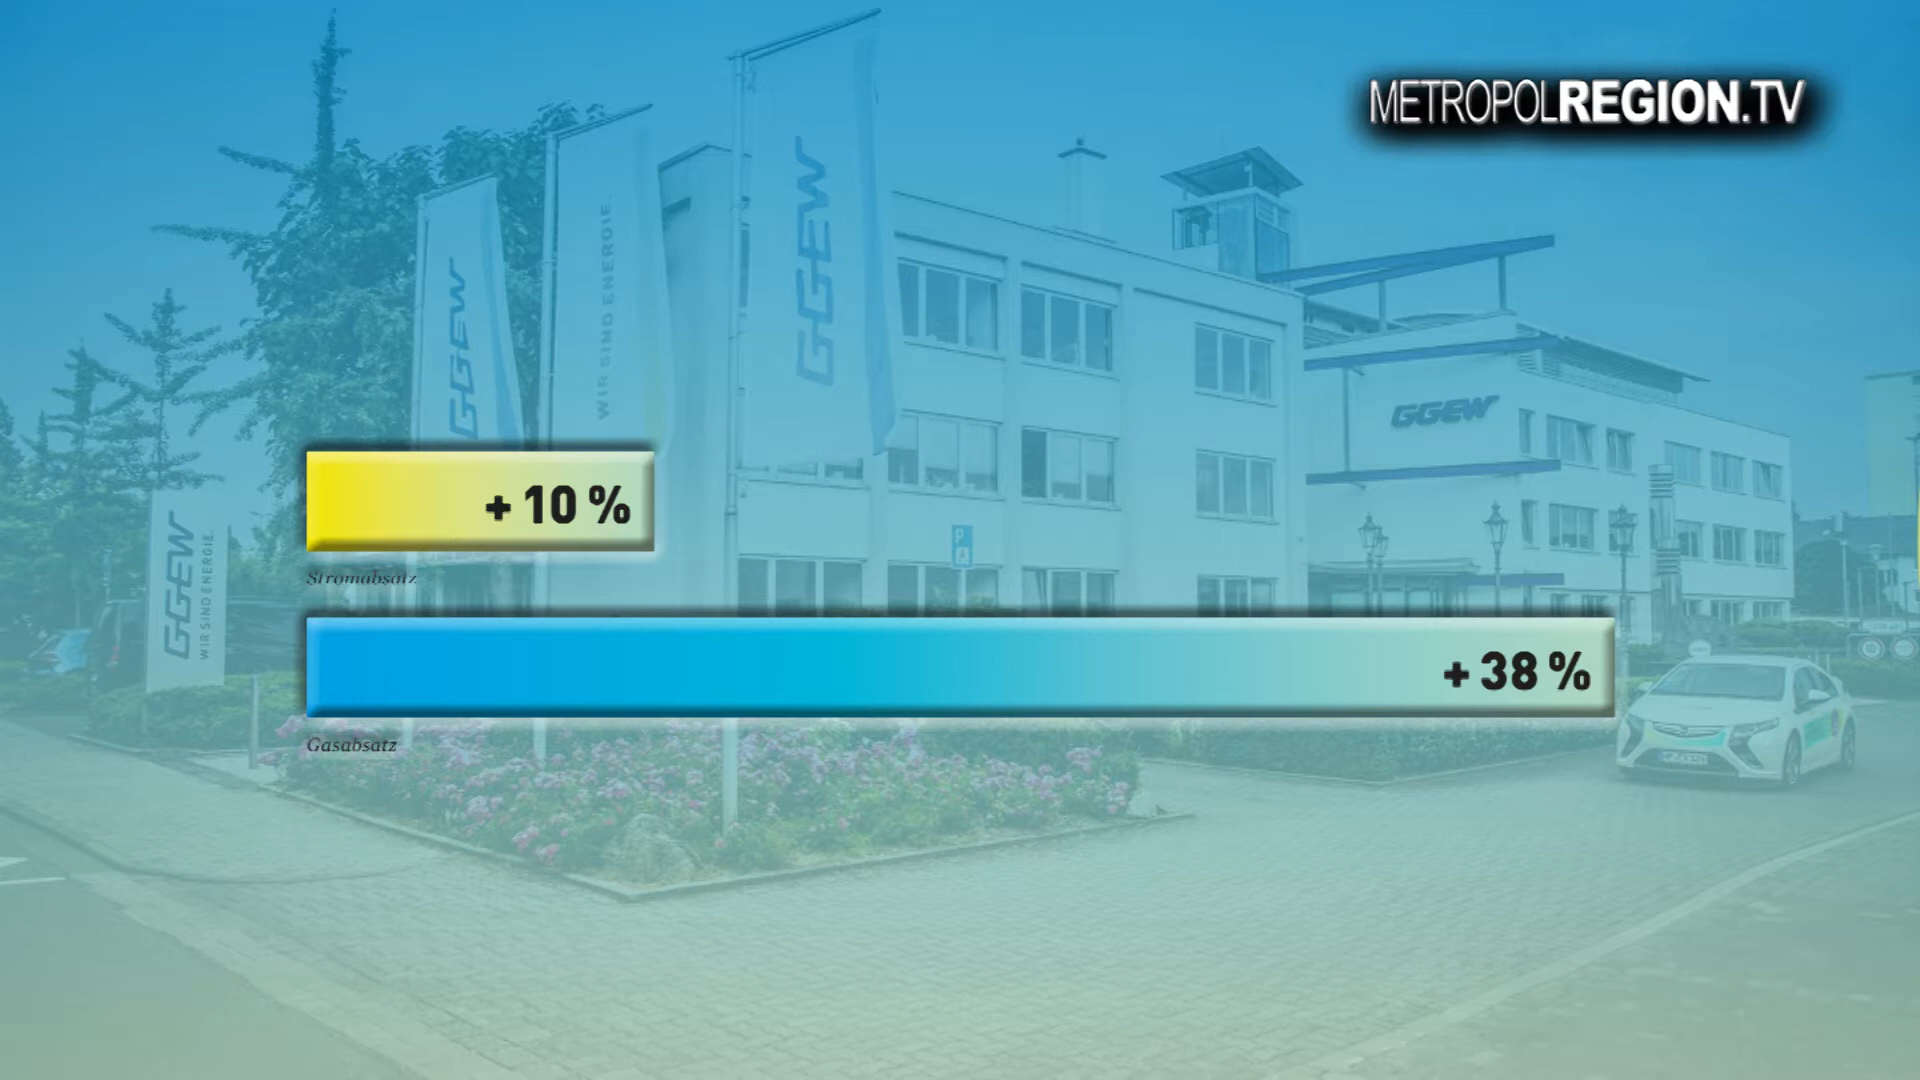 METROPOLREGION.TV
GGEW
WIR SIND ENERGIE.
GGEW
GGEW
+ 10 %
Stromabsatz
GGEW
WIR SIND ENERGIE.
P
+ 38 %
Gasabsatz